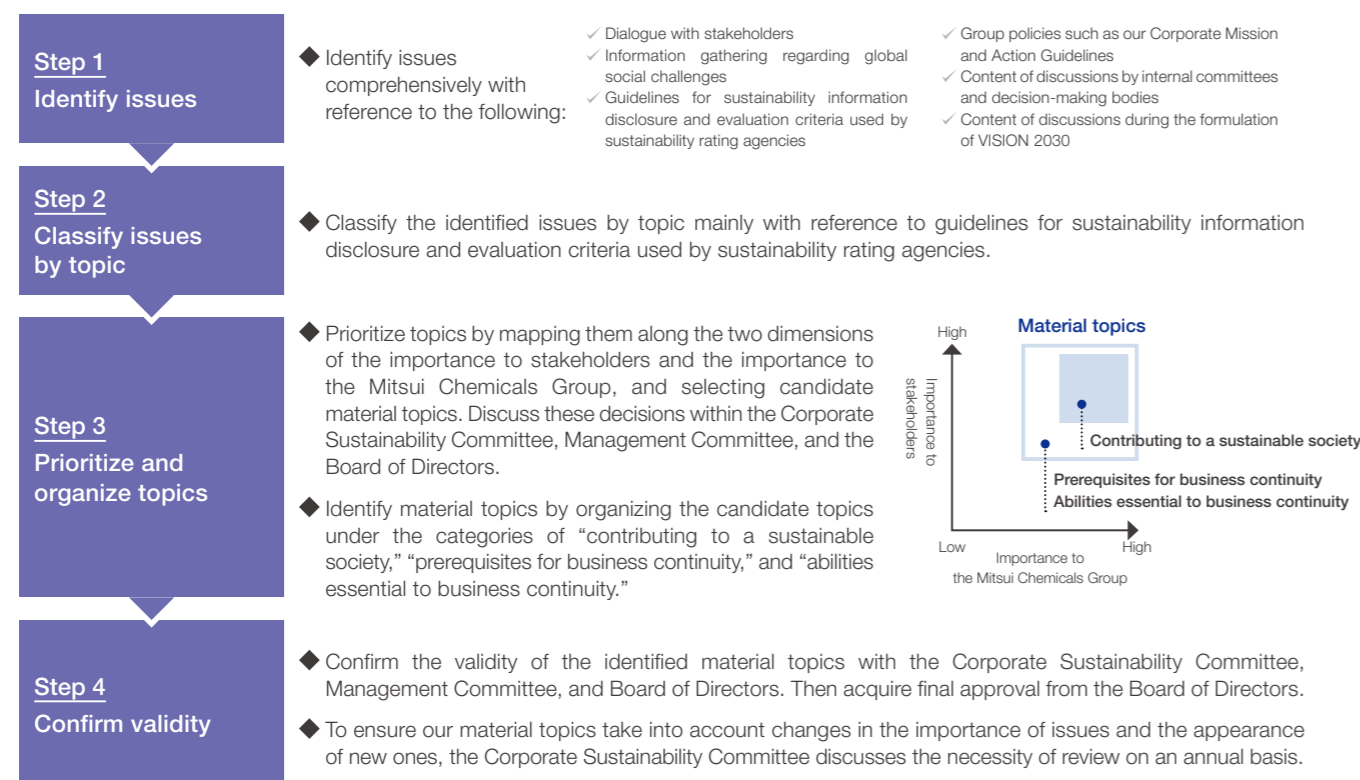 Step 1
Identify issues
◆ Identify issues
comprehensively with
reference to the following:
✓ Dialogue with stakeholders
✓ Information gathering regarding global
social challenges
✓ Guidelines for sustainability information
disclosure and evaluation criteria used by
sustainability rating agencies
✓ Group policies such as our Corporate Mission
and Action Guidelines
✓ Content of discussions by internal committees
and decision-making bodies
✓ Content of discussions during the formulation
of VISION 2030
Step 2
Classify issues
by topic
◆ Classify the identified issues by topic mainly with reference to guidelines for sustainability information
disclosure and evaluation criteria used by sustainability rating agencies.
Step 3
Prioritize and
organize topics
◆ Prioritize topics by mapping them along the two dimensions
of the importance to stakeholders and the importance to
the Mitsui Chemicals Group, and selecting candidate
material topics. Discuss these decisions within the Corporate
Sustainability Committee, Management Committee, and the
Board of Directors.
◆ Identify material topics by organizing the candidate topics
under the categories of “contributing to a sustainable
society,” “prerequisites for business continuity,” and “abilities
essential to business continuity.”
Material topics
High
Importance to
stakeholders
Contributing to a sustainable society
Prerequisites for business continuity
Abilities essential to business continuity
Low
High
Importance to
the Mitsui Chemicals Group
Step 4
Confirm validity
◆ Confirm the validity of the identified material topics with the Corporate Sustainability Committee,
Management Committee, and Board of Directors. Then acquire final approval from the Board of Directors.
◆ To ensure our material topics take into account changes in the importance of issues and the appearance
of new ones, the Corporate Sustainability Committee discusses the necessity of review on an annual basis.